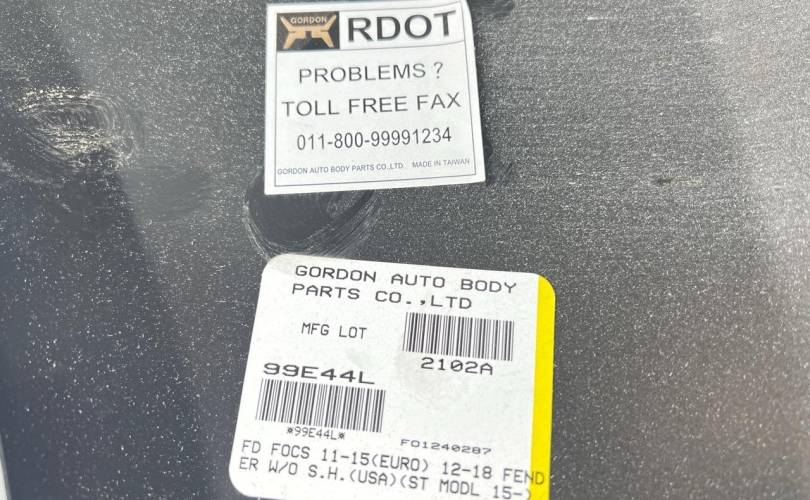 GORDON RDOT
PROBLEMS ?
TOLL FREE FAX
011-800-99991234
GORDON AUTO BODY PARTS CO.,LTD. MADE IN TAIWAN
GORDON AUTO BODY
PARTS CO.,LTD
MFG LOT
2102A
99E44L
*99E44L*
FO1240287
FD FOCS 11-15(EURO) 12-18 FEND
ER W/O S.H.(USA)(ST MODL 15-)